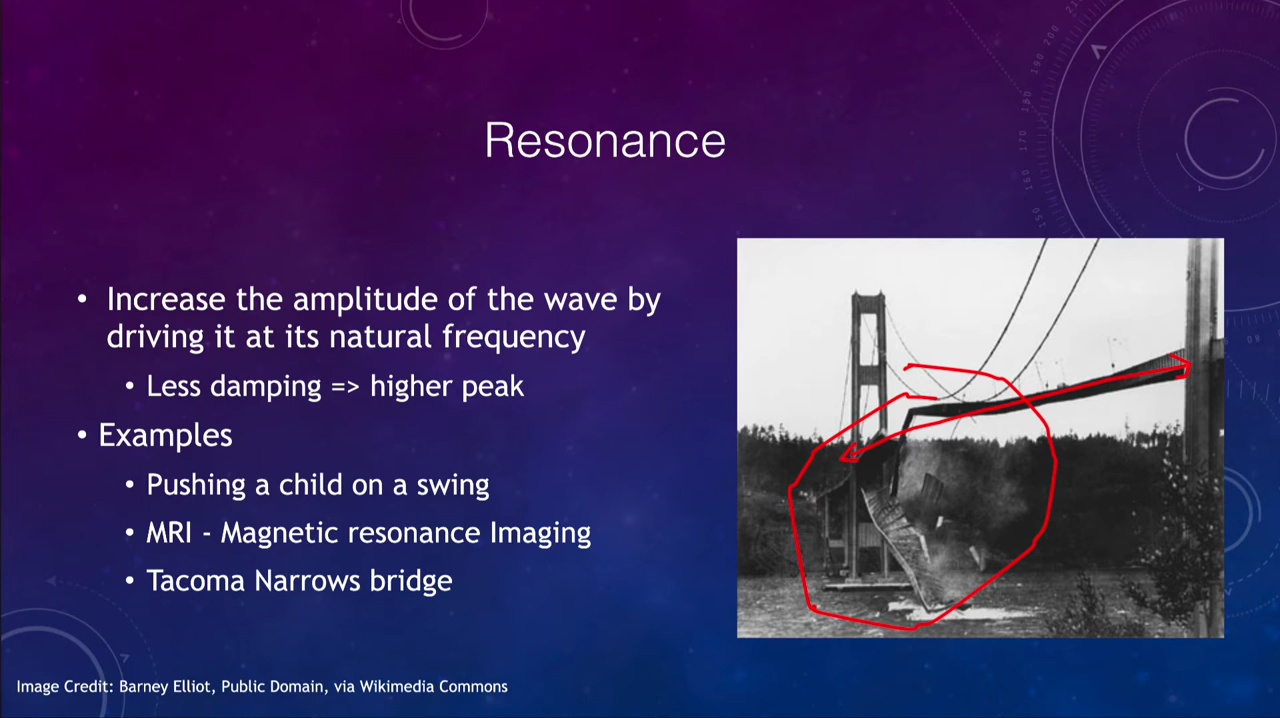 Resonance
• Increase the amplitude of the wave by
driving it at its natural frequency
• Less damping => higher peak
• Examples
• Pushing a child on a swing
• MRI - Magnetic resonance Imaging
• Tacoma Narrows bridge
Image Credit: Barney Elliot, Public Domain, via Wikimedia Commons